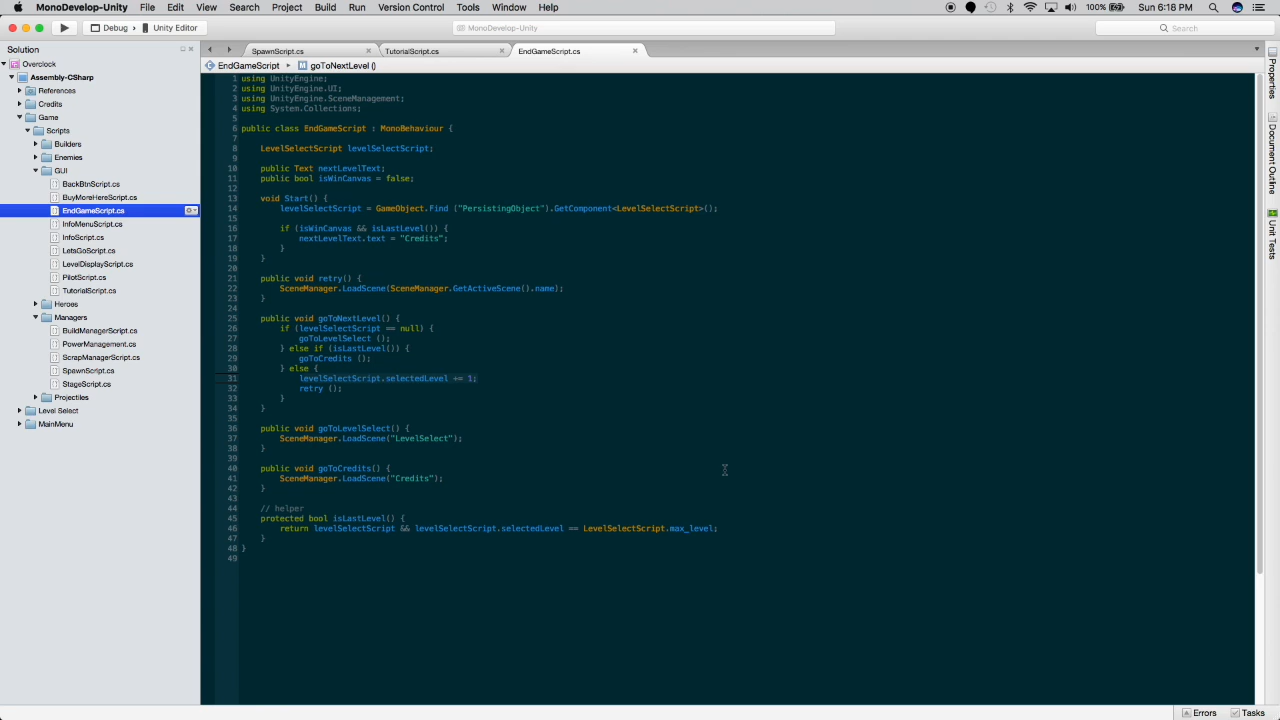 MonoDevelop-Unity File Edit View Search Project Build Run Version Control Tools Window Help 100% Sun 6:18 PM
Debug Unity Editor MonoDevelop-Unity Search
Solution
Overclock
Assembly-CSharp
References
Credits
Game
Scripts
Builders
Enemies
GUI
BackBtnScript.cs
BuyMoreHereScript.cs
EndGameScript.cs
InfoMenuScript.cs
InfoScript.cs
LetsGoScript.cs
LevelDisplayScript.cs
PilotScript.cs
TutorialScript.cs
Heroes
Managers
BuildManegerScript.cs
PowerManagement.cs
ScrapManagerScript.cs
SpawnScript.cs
StageScript.cs
Projectiles
Level Select
MainMenu
SpawnScript.cs TutorialScript.cs EndGameScript.cs
EndGameScript goToNextLevel ()
1 using UnityEngine;
2 using UnityEngine.UI;
3 using UnityEngine.SceneManagement;
4 using System.Collections;
5
6 public class EndGameScript : MonoBehaviour {
7
8 LevelSelectScript levelSelectScript;
9
10 public Text nextLevelText;
11 public bool isWinCanvas = false;
12
13 void Start() {
14 levelSelectScript = GameObject.Find ("PersistingObject").GetComponent<LevelSelectScript>();
15
16 if (isWinCanvas && isLastLevel()) {
17 nextLevelText.text = "Credits";
18 }
19 }
20
21 public void retry() {
22 SceneManager.LoadScene(SceneManager.GetActiveScene().name);
23 }
24
25 public void goToNextLevel() {
26 if (levelSelectScript == null) {
27 goToLevelSelect ();
28 } else if (isLastLevel()) {
29 goToCredits ();
30 } else {
31 levelSelectScript.selectedLevel += 1;
32 retry ();
33 }
34 }
35
36 public void goToLevelSelect() {
37 SceneManager.LoadScene("LevelSelect");
38 }
39
40 public void goToCredits() {
41 SceneManager.LoadScene("Credits");
42 }
43
44 // helper
45 protected bool isLastLevel() {
46 return levelSelectScript && levelSelectScript.selectedLevel == LevelSelectScript.max_level;
47 }
48 }
49
Properties
Document Outline
Unit Tests
Errors Tasks